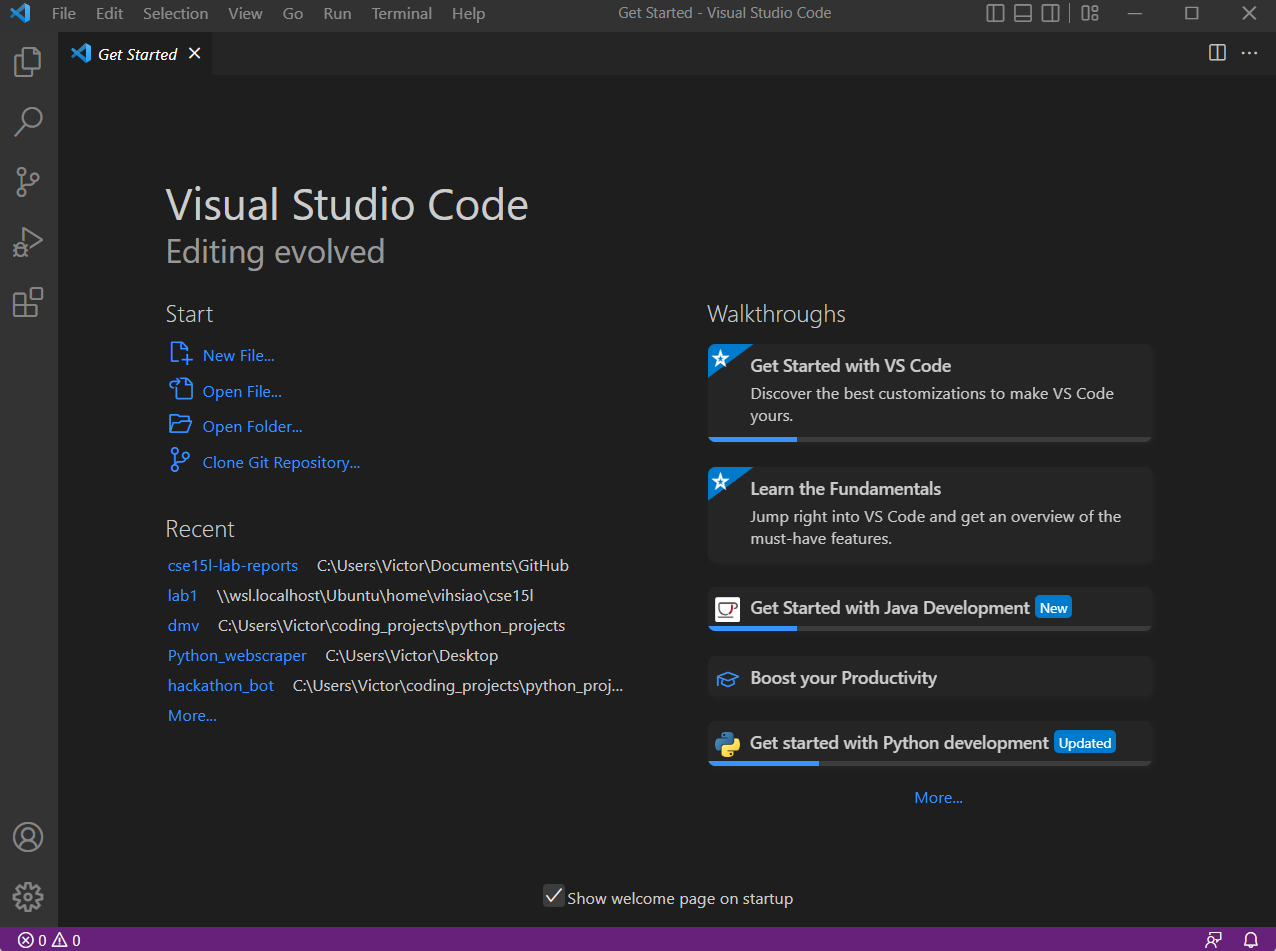 File Edit Selection View Go Run Terminal Help Get Started - Visual Studio Code
Get Started
Visual Studio Code
Editing evolved
Start
New File...
Open File...
Open Folder...
Clone Git Repository...
Recent
cse15l-lab-reports C:\Users\Victor\Documents\GitHub
lab1 \\wsl.localhost\Ubuntu\home\vihsiao\cse15l
dmv C:\Users\Victor\coding_projects\python_projects
Python_webscraper C:\Users\Victor\Desktop
hackathon_bot C:\Users\Victor\coding_projects\python_proj...
More...
Walkthroughs
Get Started with VS Code
Discover the best customizations to make VS Code
yours.
Learn the Fundamentals
Jump right into VS Code and get an overview of the
must-have features.
Get Started with Java Development New
Boost your Productivity
Get started with Python development Updated
More...
Show welcome page on startup
0 0